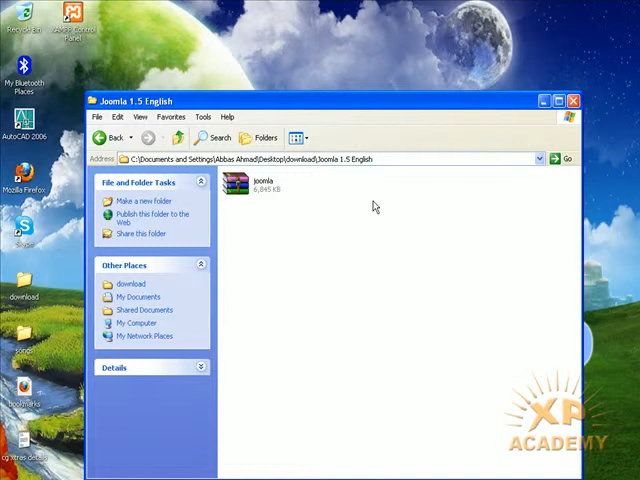 Recycle Bin
XAMPP Control
Panel
My Bluetooth
Places
AutoCAD 2006
Mozilla Firefox
Skype
download
songs
bookmarks
cg xtras details
Joomla 1.5 English
File Edit View Favorites Tools Help
Back Search Folders
Address C:\Documents and Settings\Abbas Ahmad\Desktop\download\Joomla 1.5 English Go
File and Folder Tasks
Make a new folder
Publish this folder to the
Web
Share this folder
Other Places
download
My Documents
Shared Documents
My Computer
My Network Places
Details
joomla
6,845 KB
XP
ACADEMY